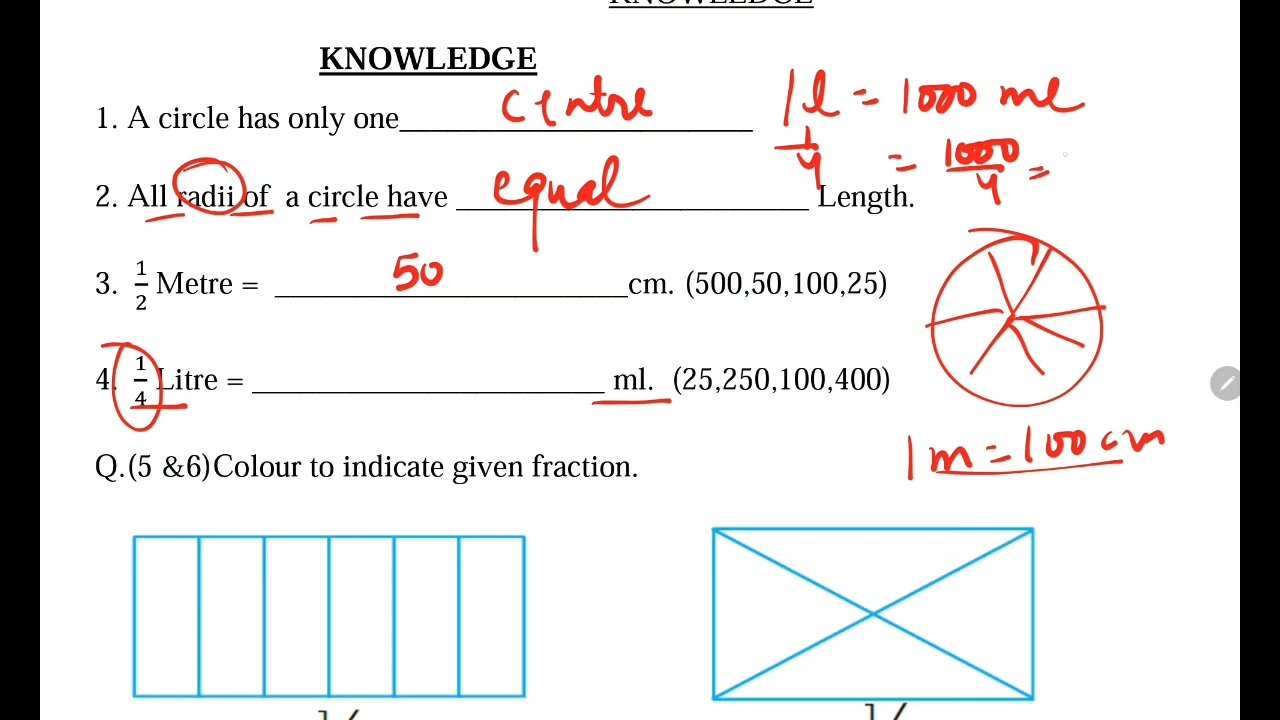 KNOWLEDGE
KNOWLEDGE
1. A circle has only one centre
1l = 1000 ml
1/4 = 1000/4 =
2. All radii of a circle have equal Length.
3. 1/2 Metre = 50 cm. (500,50,100,25)
4. 1/4 Litre = ml. (25,250,100,400)
1m = 100 cm
Q.(5 &6)Colour to indicate given fraction.